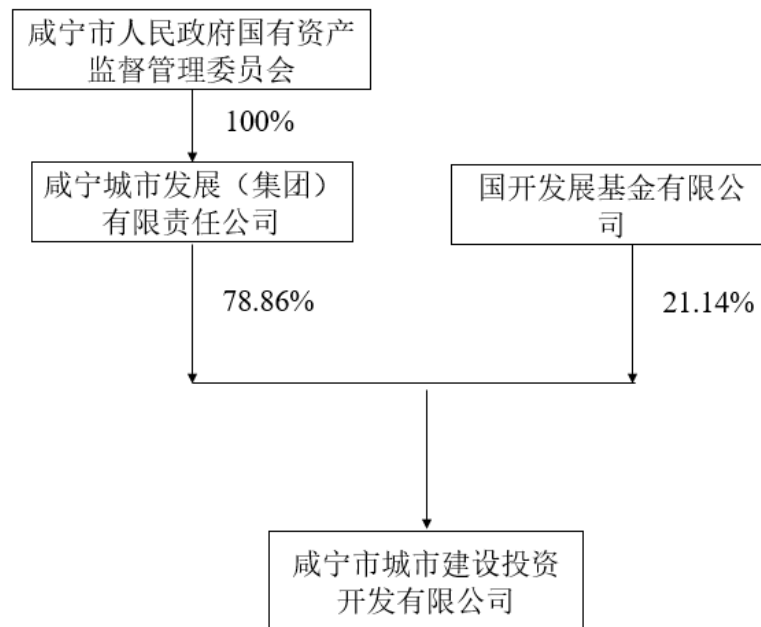 咸宁市人民政府国有资产
监督管理委员会
100%
咸宁城市发展（集团）
有限责任公司
国开发展基金有限公
司
78.86%
21.14%
咸宁市城市建设投资
开发有限公司